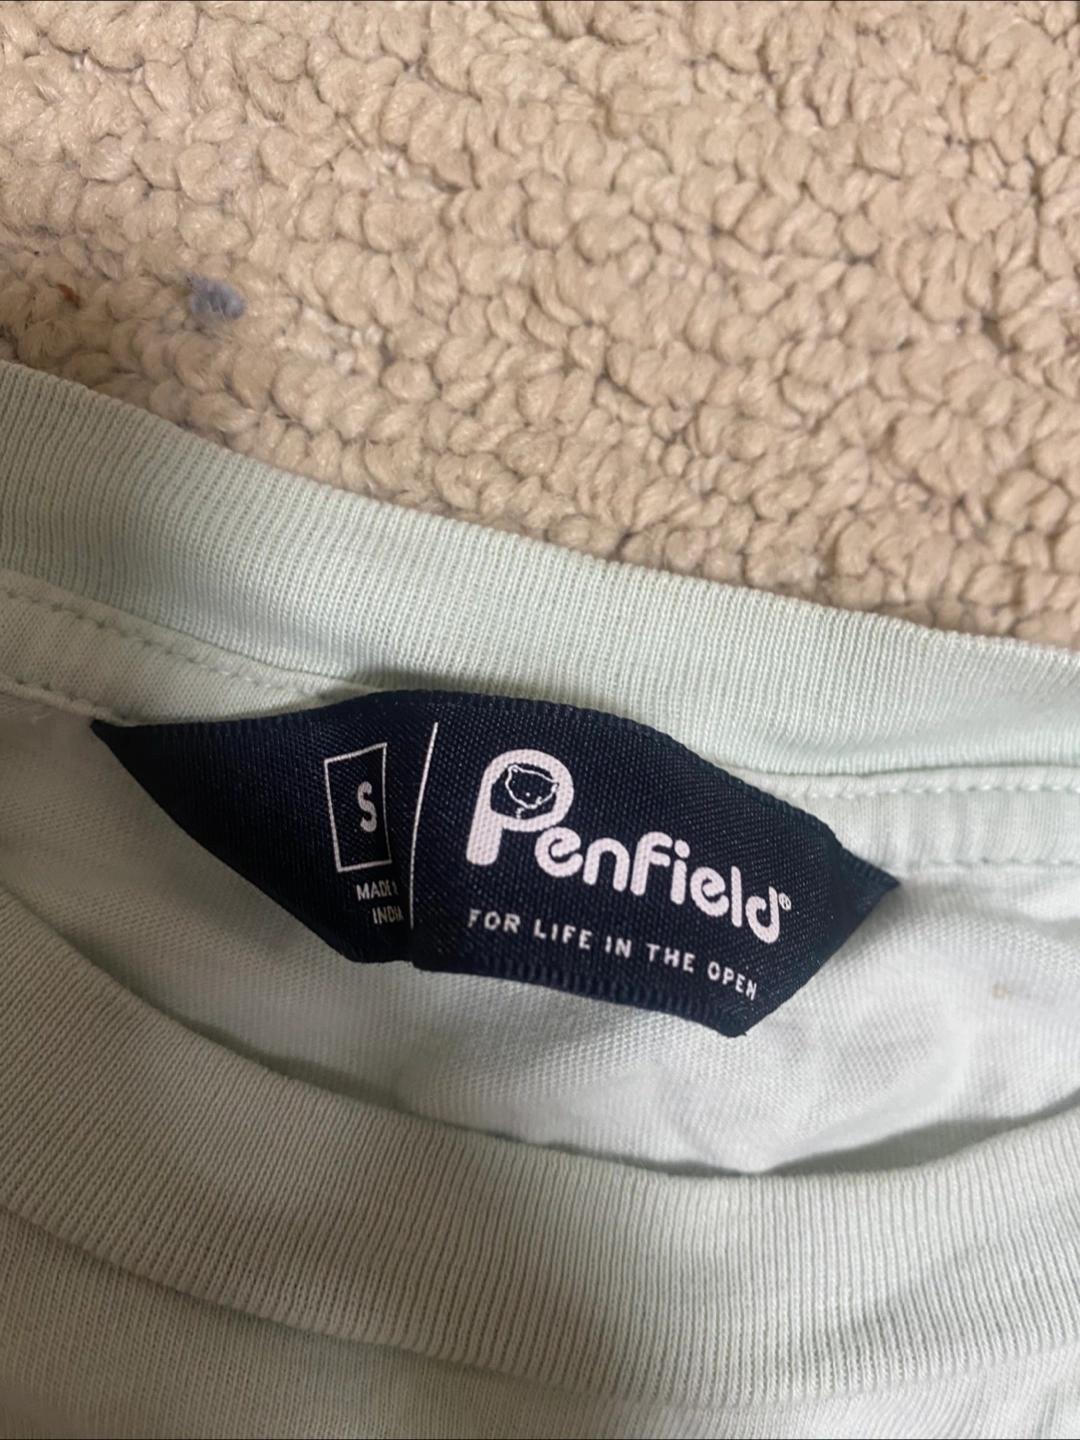 S
MADE I
INDIA
Penfield®
FOR LIFE IN THE OPEN